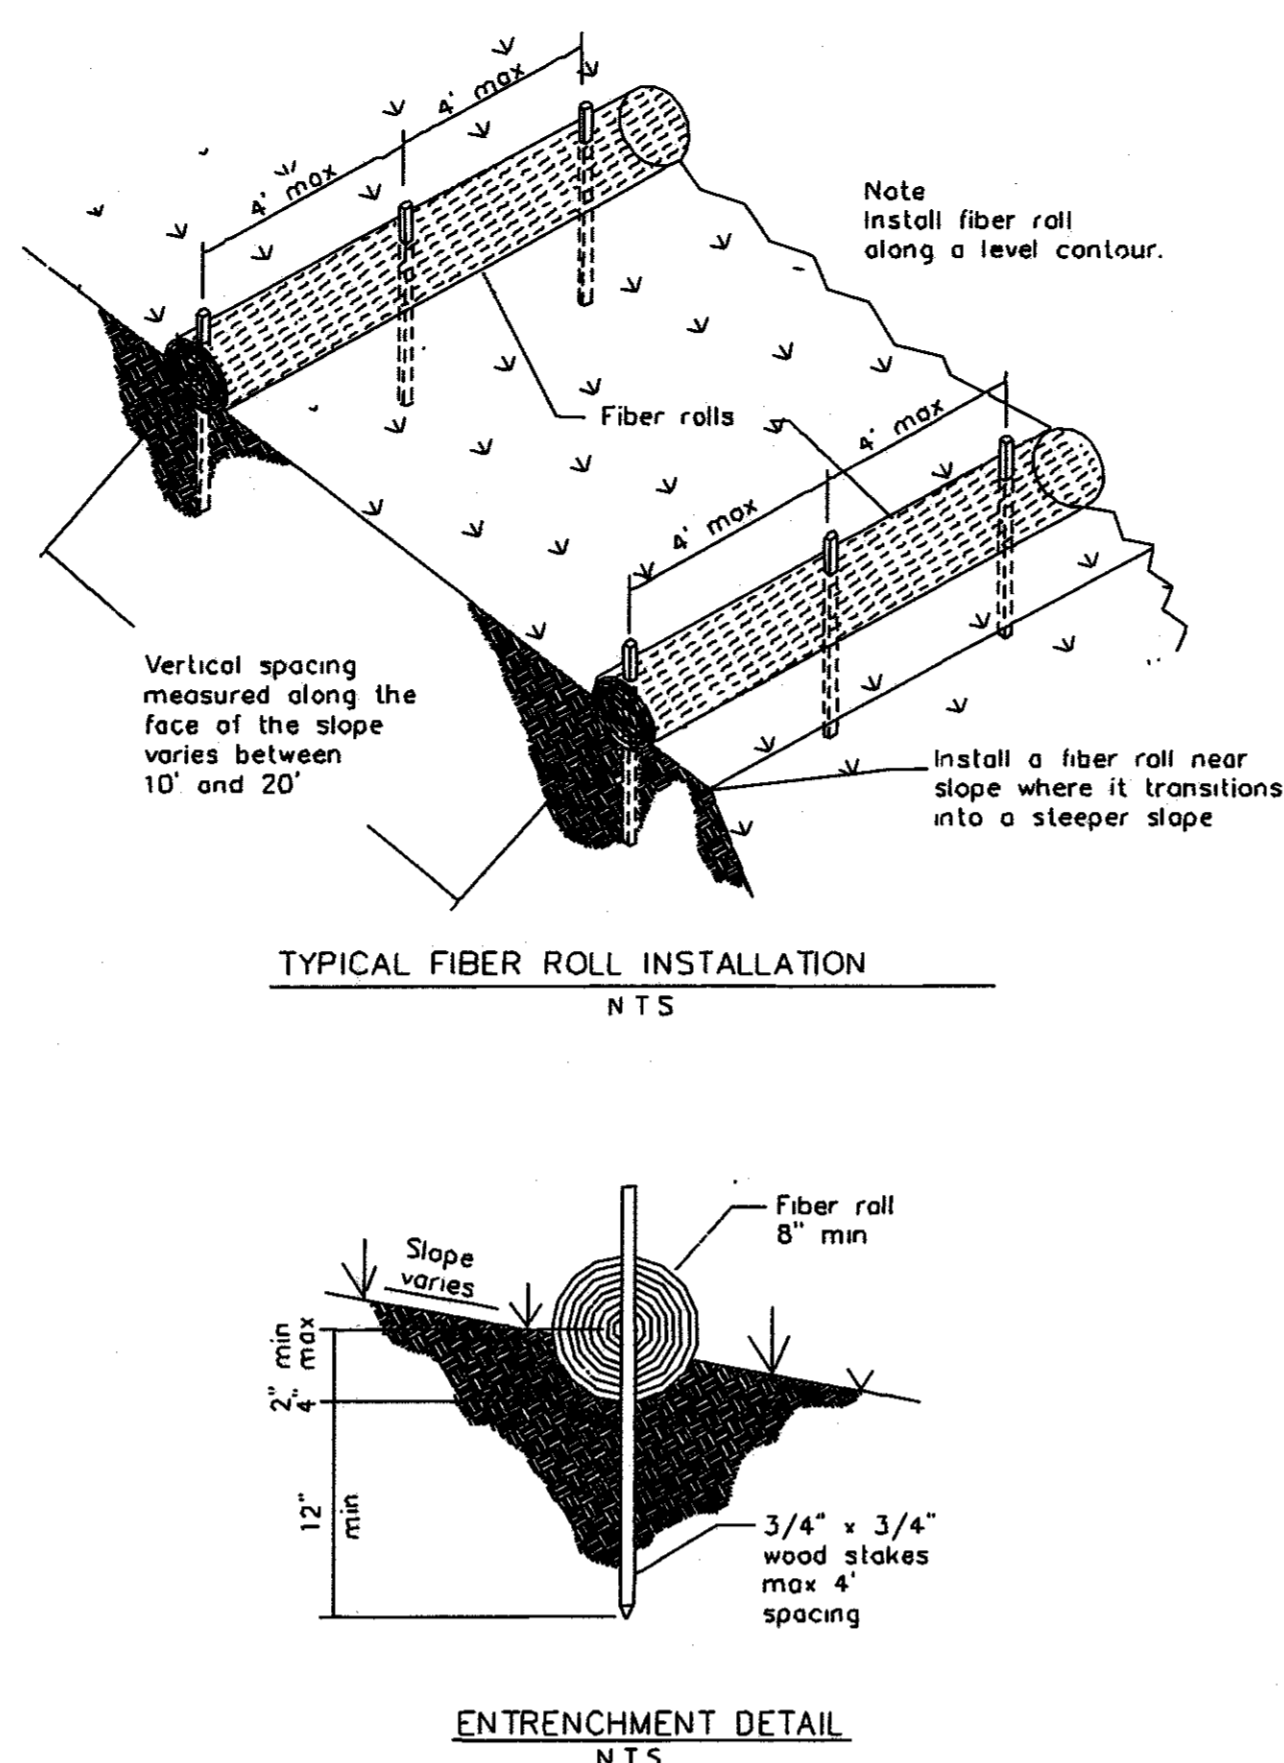 4' max
4' max
Note
Install fiber roll
along a level contour.
Fiber rolls
4' max
4' max
Vertical spacing
measured along the
face of the slope
varies between
10' and 20'
Install a fiber roll near
slope where it transitions
into a steeper slope
TYPICAL FIBER ROLL INSTALLATION
NTS
Fiber roll
8" min
Slope
varies
2" min
4" max
12"
min
3/4" x 3/4"
wood stakes
max 4'
spacing
ENTRENCHMENT DETAIL
NTS